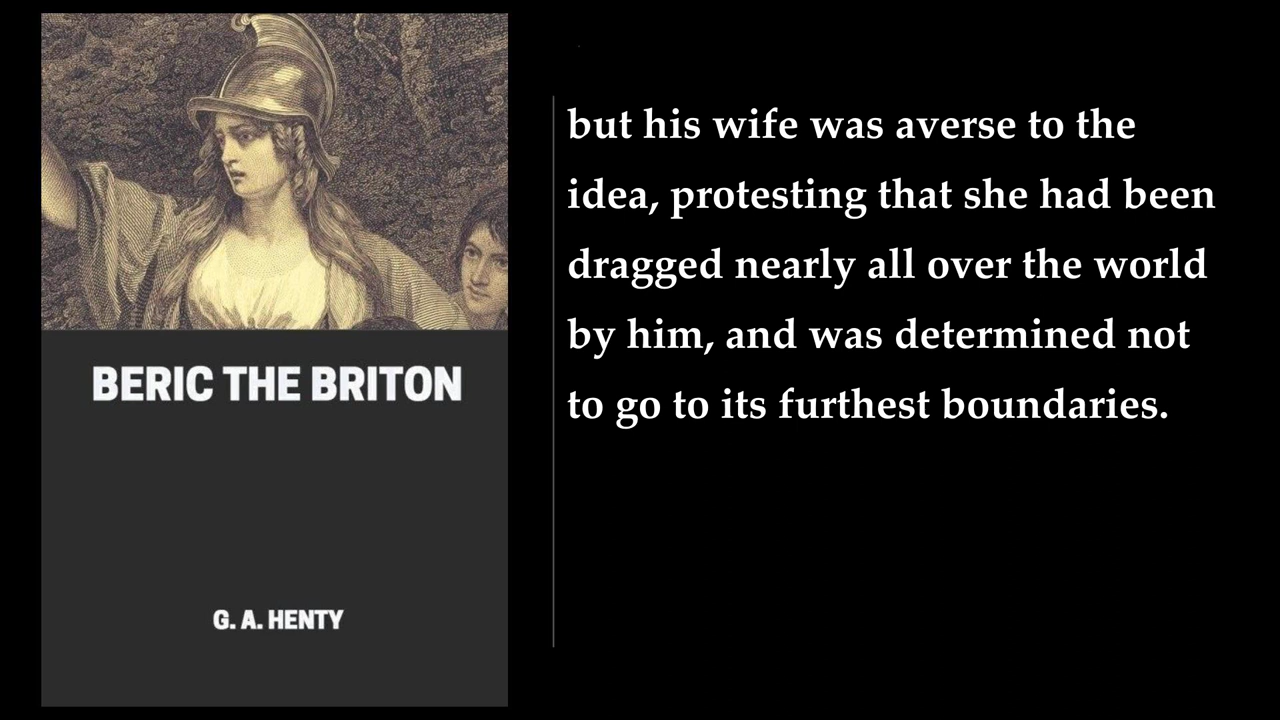 BERIC THE BRITON
G. A. HENTY
but his wife was averse to the
idea, protesting that she had been
dragged nearly all over the world
by him, and was determined not
to go to its furthest boundaries.